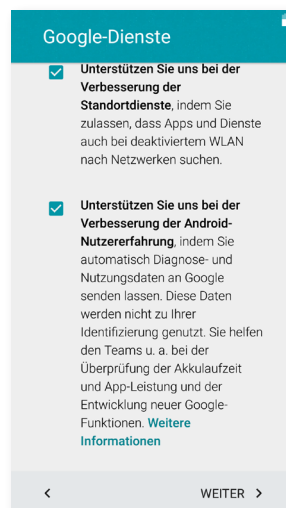 Google-Dienste
Unterstützen Sie uns bei der
Verbesserung der
Standortdienste, indem Sie
zulassen, dass Apps und Dienste
auch bei deaktiviertem WLAN
nach Netzwerken suchen.
Unterstützen Sie uns bei der
Verbesserung der Android-
Nutzererfahrung, indem Sie
automatisch Diagnose- und
Nutzungsdaten an Google
senden lassen. Diese Daten
werden nicht zu Ihrer
Identifizierung genutzt. Sie helfen
den Teams u. a. bei der
Überprüfung der Akkulaufzeit
und App-Leistung und der
Entwicklung neuer Google-
Funktionen. Weitere
Informationen
WEITER